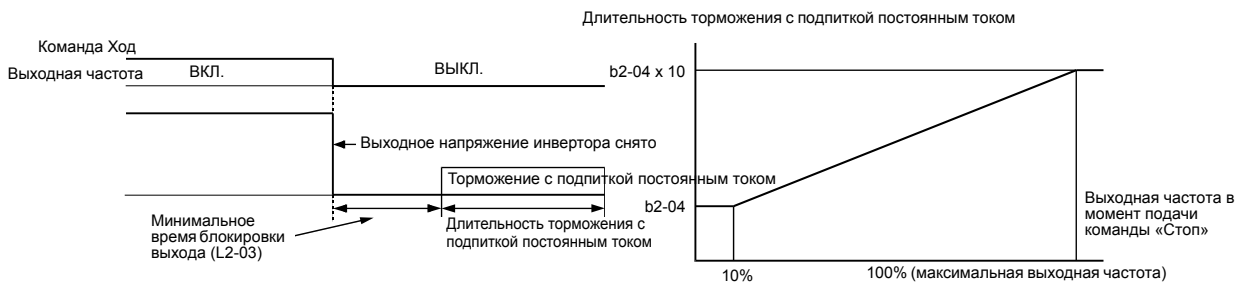 Длительность торможения с подпиткой постоянным током
Команда Ход
Выходная частота
ВКЛ.
ВЫКЛ.
b2-04 x 10
Выходное напряжение инвертора снято
Торможение с подпиткой постоянным током
b2-04
Минимальное
время блокировки
выхода (L2-03)
Длительность торможения с
подпиткой постоянным током
Выходная частота в
момент подачи
команды «Стоп»
10%
100% (максимальная выходная частота)